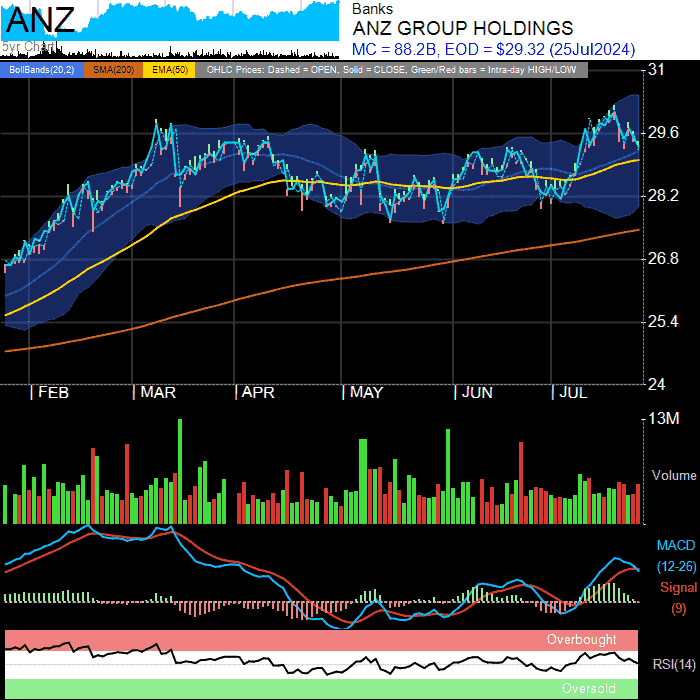 ANZ
5yr Chart
Banks
ANZ GROUP HOLDINGS
MC = 88.2B, EOD = $29.32 (25Jul2024)
BollBands(20,2) SMA(200) EMA(50) OHLC Prices: Dashed = OPEN, Solid = CLOSE, Green/Red bars = Intra-day HIGH/LOW
31
29.6
28.2
26.8
25.4
24
| FEB | MAR | APR | MAY | JUN | JUL
13M
Volume
MACD
(12-26)
Signal
(9)
Overbought
RSI(14)
Oversold